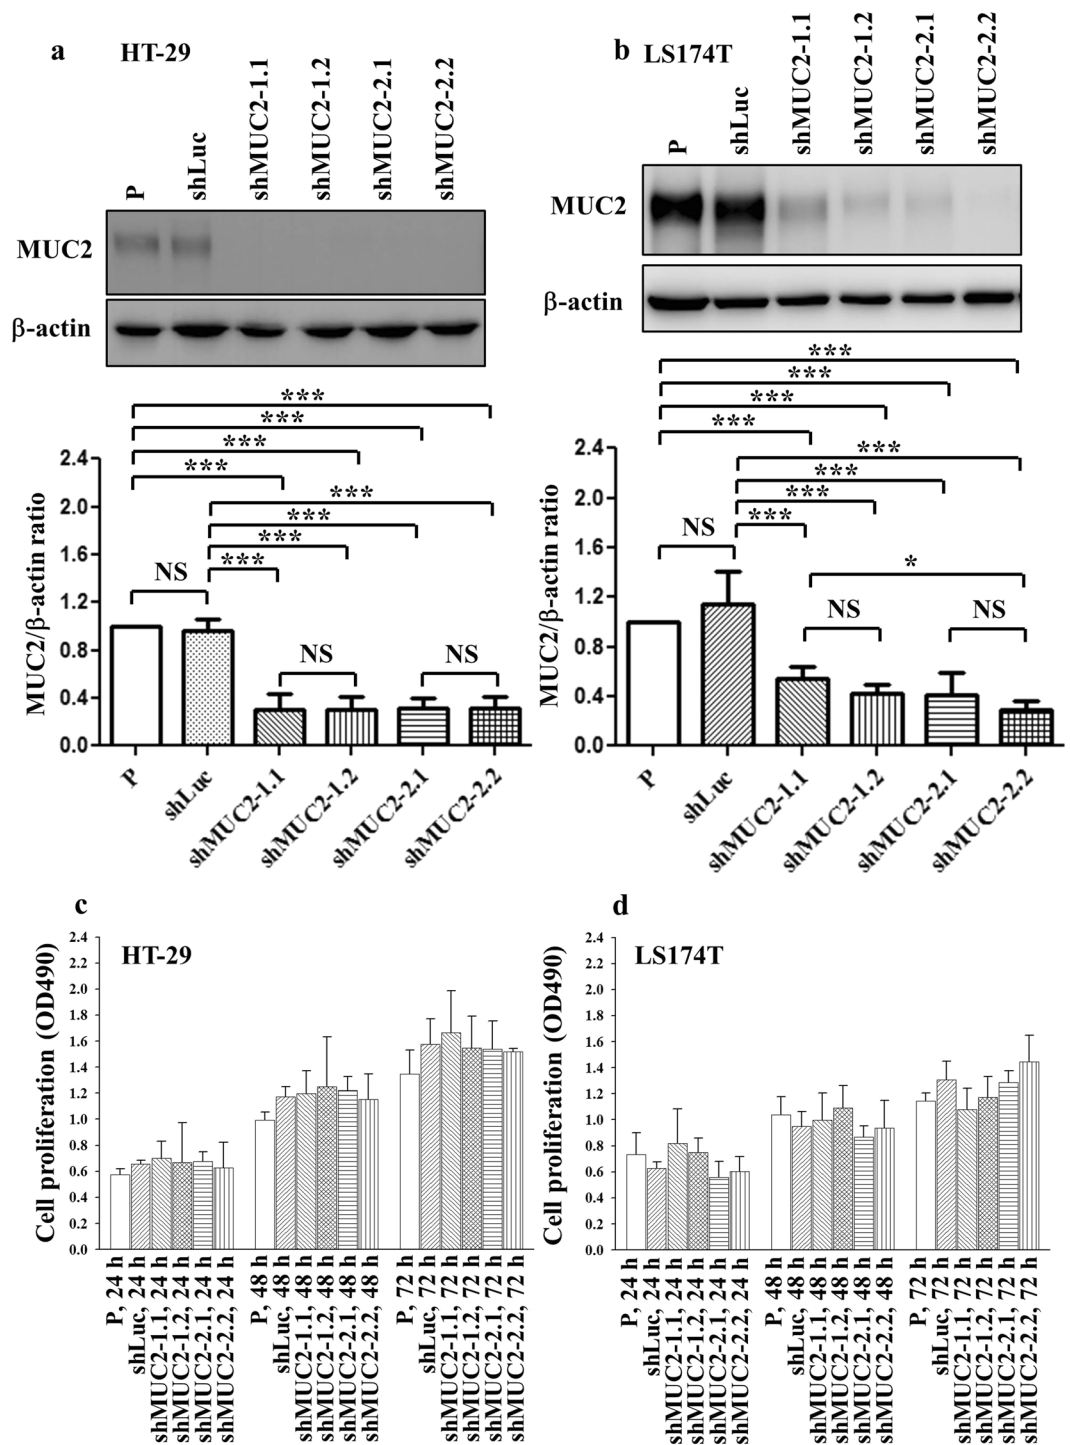 a HT-29
P
shLuc
shMUC2-1.1
shMUC2-1.2
shMUC2-2.1
shMUC2-2.2
MUC2
β-actin
***
***
***
***
***
***
***
***
NS
NS
NS
MUC2/β-actin ratio
2.4
2.0
1.6
1.2
0.8
0.4
0.0
P
shLuc
shMUC2-1.1
shMUC2-1.2
shMUC2-2.1
shMUC2-2.2
b LS174T
P
shLuc
shMUC2-1.1
shMUC2-1.2
shMUC2-2.1
shMUC2-2.2
MUC2
β-actin
***
***
***
***
***
***
***
***
NS
*
NS
NS
MUC2/β-actin ratio
2.4
2.0
1.6
1.2
0.8
0.4
0.0
P
shLuc
shMUC2-1.1
shMUC2-1.2
shMUC2-2.1
shMUC2-2.2
c
HT-29
Cell proliferation (OD490)
2.4
2.2
2.0
1.8
1.6
1.4
1.2
1.0
0.8
0.6
0.4
0.2
0.0
P, 24 h
shLuc, 24 h
shMUC2-1.1, 24 h
shMUC2-1.2, 24 h
shMUC2-2.1, 24 h
shMUC2-2.2, 24 h
P, 48 h
shLuc, 48 h
shMUC2-1.1, 48 h
shMUC2-1.2, 48 h
shMUC2-2.1, 48 h
shMUC2-2.2, 48 h
P, 72 h
shLuc, 72 h
shMUC2-1.1, 72 h
shMUC2-1.2, 72 h
shMUC2-2.1, 72 h
shMUC2-2.2, 72 h
d
LS174T
Cell proliferation (OD490)
2.4
2.2
2.0
1.8
1.6
1.4
1.2
1.0
0.8
0.6
0.4
0.2
0.0
P, 24 h
shLuc, 24 h
shMUC2-1.1, 24 h
shMUC2-1.2, 24 h
shMUC2-2.1, 24 h
shMUC2-2.2, 24 h
P, 48 h
shLuc, 48 h
shMUC2-1.1, 48 h
shMUC2-1.2, 48 h
shMUC2-2.1, 48 h
shMUC2-2.2, 48 h
P, 72 h
shLuc, 72 h
shMUC2-1.1, 72 h
shMUC2-1.2, 72 h
shMUC2-2.1, 72 h
shMUC2-2.2, 72 h